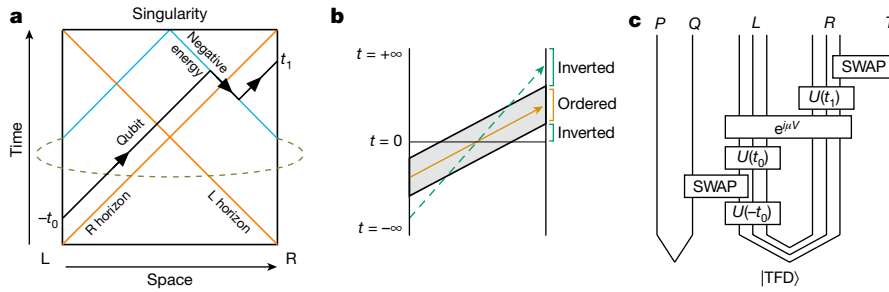 a
Singularity
Time
Negative
energy
t₁
Qubit
–t₀
R horizon
L horizon
L
R
Space
b
t = +∞
t = 0
t = –∞
Inverted
Ordered
Inverted
c
P Q L R T
SWAP
U(t₁)
e^{iμV}
U(t₀)
SWAP
U(–t₀)
|TFD⟩